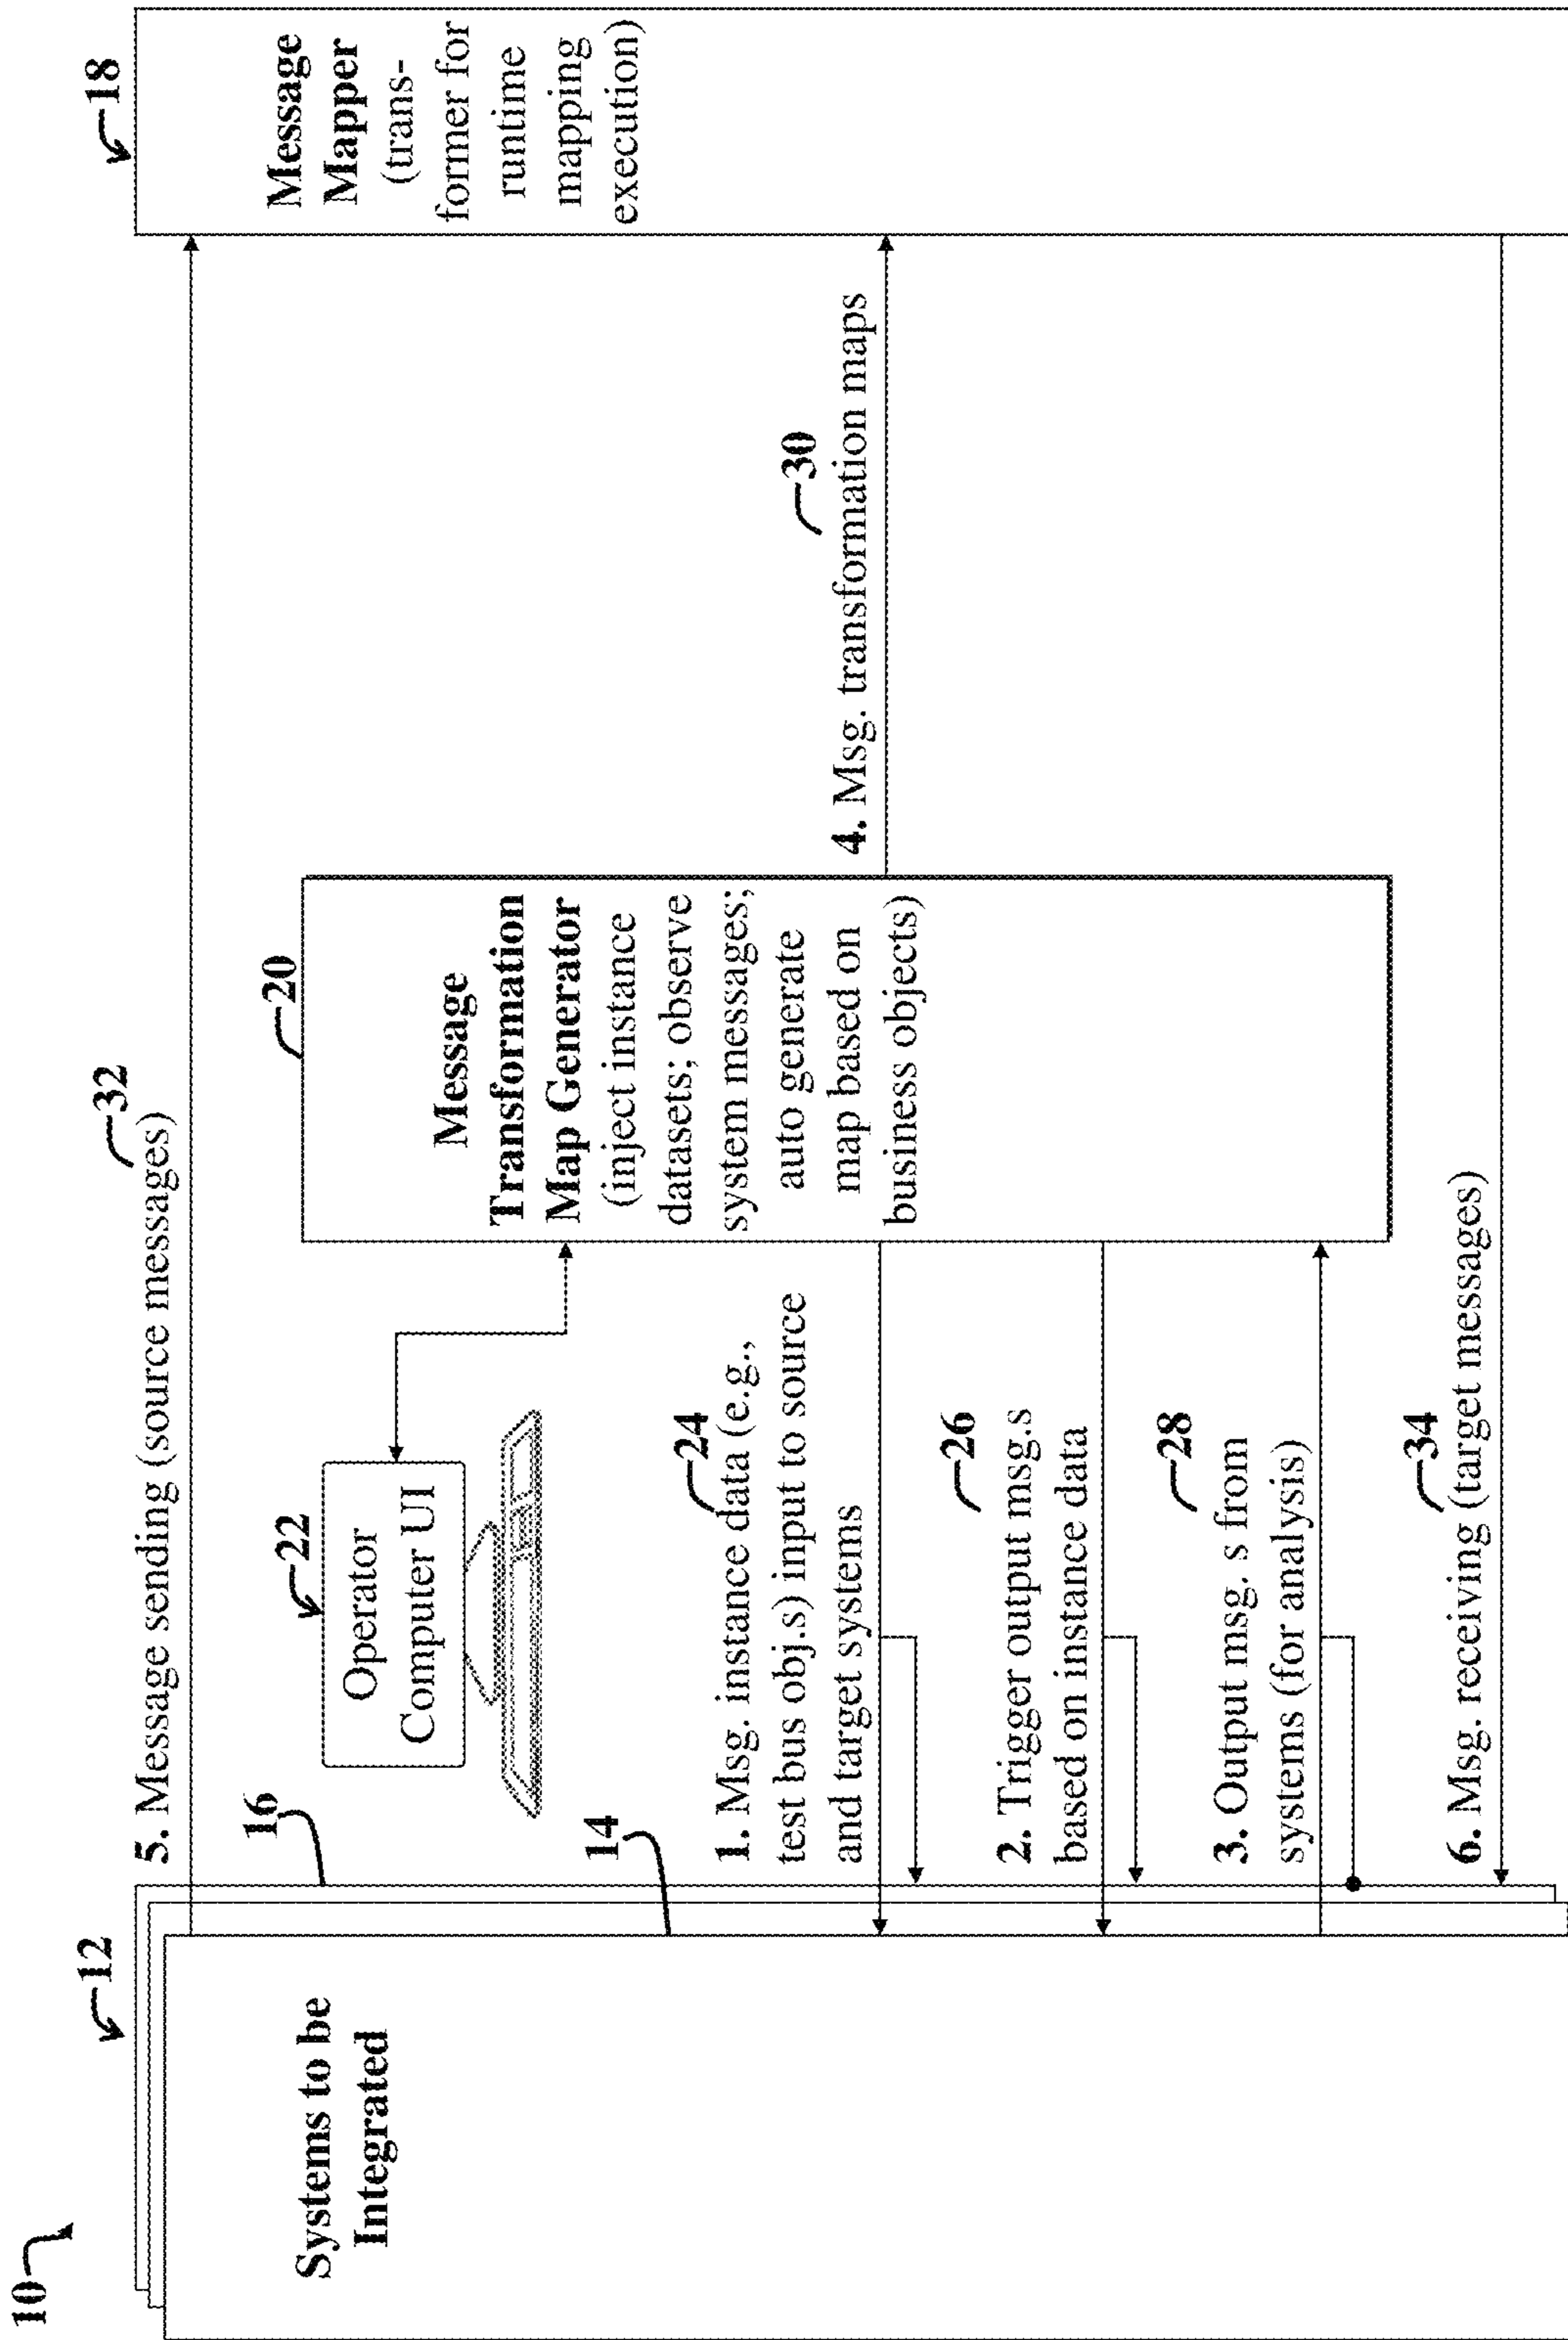 10
12
Systems to be
Integrated
16
14
5. Message sending (source messages)
32
22
Operator
Computer UI
20
Message
Transformation
Map Generator
(inject instance
datasets; observe
system messages;
auto generate
map based on
business objects)
24
1. Msg. instance data (e.g.,
test bus obj.s) input to source
and target systems
26
2. Trigger output msg.s
based on instance data
28
3. Output msg. s from
systems (for analysis)
30
4. Msg. transformation maps
34
6. Msg. receiving (target messages)
18
Message
Mapper
(trans-
former for
runtime
mapping
execution)